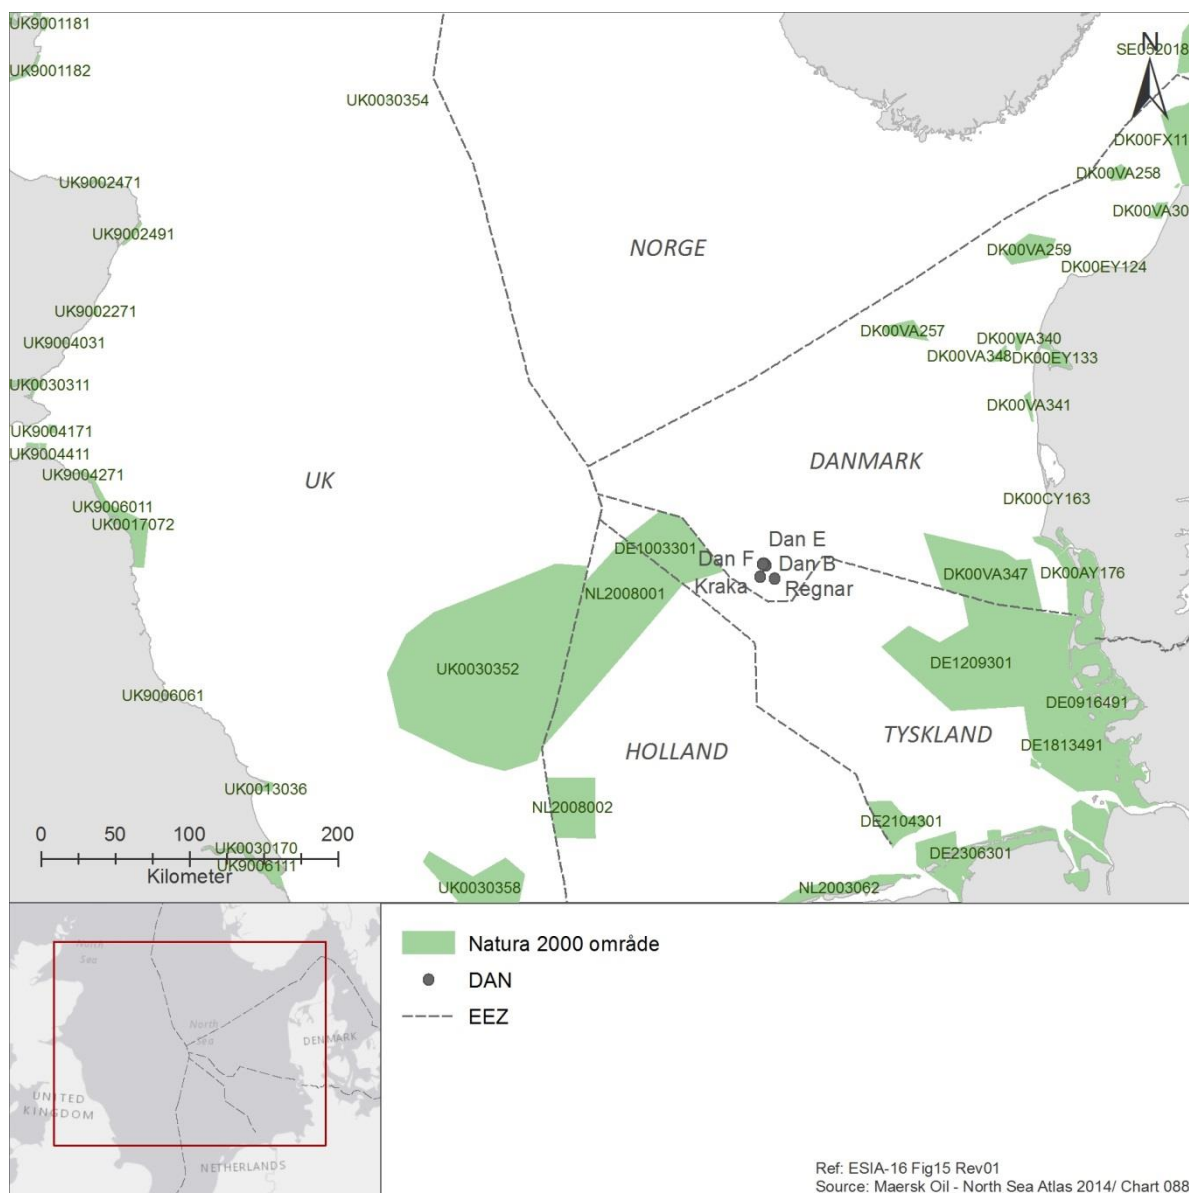 UK9001181
N
SE052018
UK9001182
UK0030354
DK00FX11
DK00VA258
UK9002471
DK00VA30
UK9002491
NORGE
DK00VA259
DK00EY124
UK9002271
DK00VA257
UK9004031
DK00VA340
DK00VA348
DK00EY133
UK0030311
DK00VA341
UK9004171
UK9004411
DANMARK
UK9004271
UK
DK00CY163
UK9006011
UK0017072
Dan E
DE1003301
Dan F
Dan B
DK00VA347
DK00AY176
Kraka
Regnar
NL2008001
UK0030352
DE1209301
UK9006061
DE0916491
HOLLAND
TYSKLAND
DE1813491
UK0013036
NL2008002
DE2104301
0 50 100 200
Kilometer
UK0030170
UK9006111
DE2306301
UK0030358
NL2003062
North
Sea
North
Sea
DENMARK
UNITED
KINGDOM
NETHERLANDS
Natura 2000 område
DAN
EEZ
Ref: ESIA-16 Fig15 Rev01
Source: Maersk Oil - North Sea Atlas 2014/ Chart 088